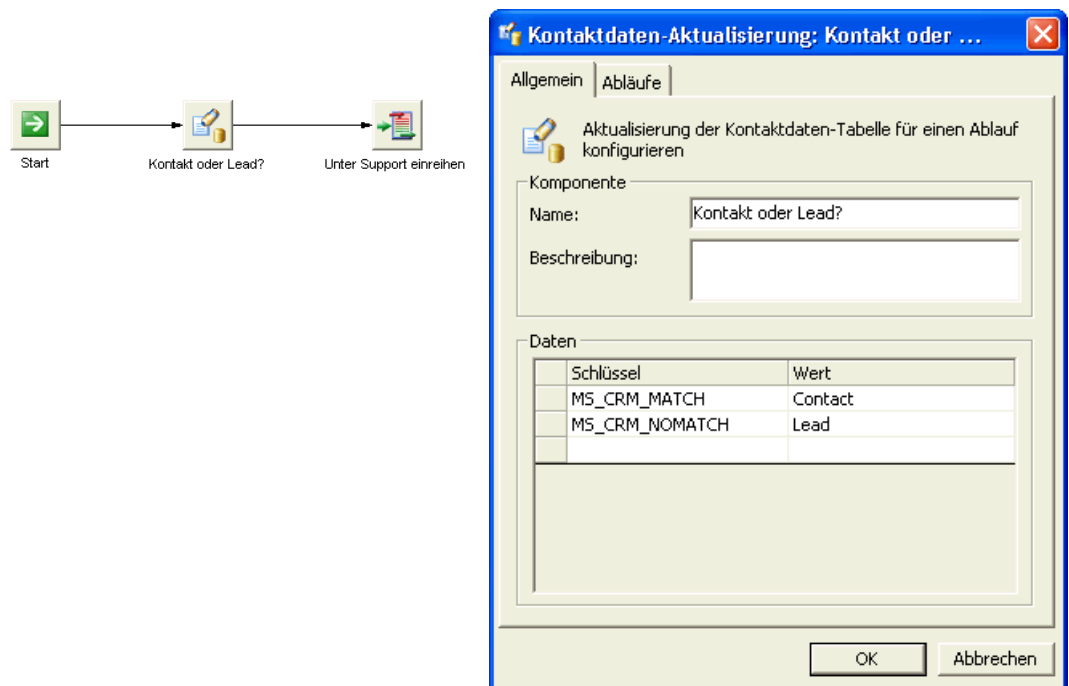 Start
Kontakt oder Lead?
Unter Support einreihen
Kontaktdaten-Aktualisierung: Kontakt oder ...
Allgemein
Abläufe
Aktualisierung der Kontaktdaten-Tabelle für einen Ablauf
konfigurieren
Komponente
Name:
Kontakt oder Lead?
Beschreibung:
Daten
Schlüssel Wert
MS_CRM_MATCH Contact
MS_CRM_NOMATCH Lead
OK
Abbrechen